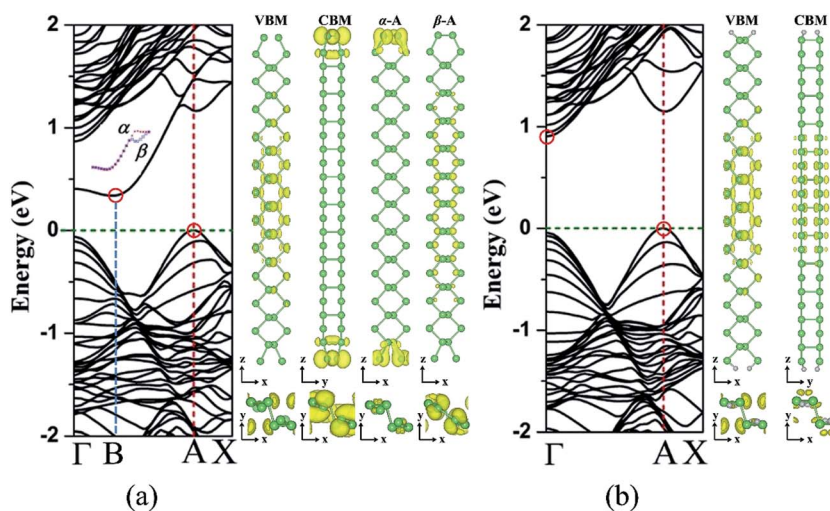 VBM CBM α-A β-A
VBM CBM
2
1
0
-1
-2
Energy (eV)
α
β
Γ B A X
z
x
z
y
z
x
z
x
y
x
y
x
y
x
y
x
(a)
2
1
0
-1
-2
Energy (eV)
Γ A X
z
x
z
x
y
x
y
x
(b)